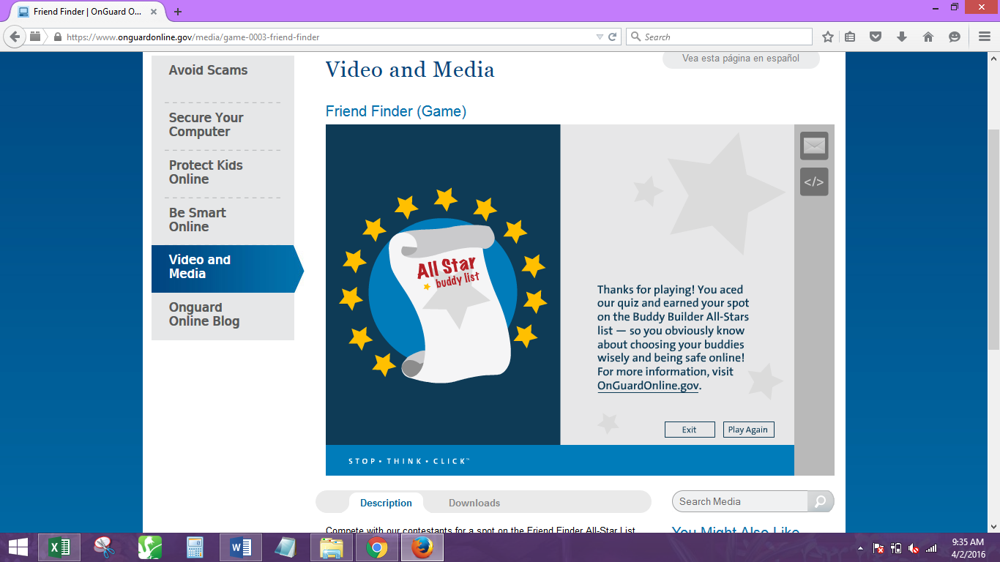 Friend Finder | OnGuard O...
https://www.onguardonline.gov/media/game-0003-friend-finder
Search
Avoid Scams
Secure Your
Computer
Protect Kids
Online
Be Smart
Online
Video and
Media
Onguard
Online Blog
Vea esta página en español
Video and Media
Friend Finder (Game)
All Star
buddy list
</>
Thanks for playing! You aced
our quiz and earned your spot
on the Buddy Builder All-Stars
list — so you obviously know
about choosing your buddies
wisely and being safe online!
For more information, visit
OnGuardOnline.gov.
Exit
Play Again
STOP • THINK • CLICK™
Description
Downloads
Search Media
Compete with our contestants for a spot on the Friend Finder All-Star List
You Might Also Like
9:35 AM
4/2/2016